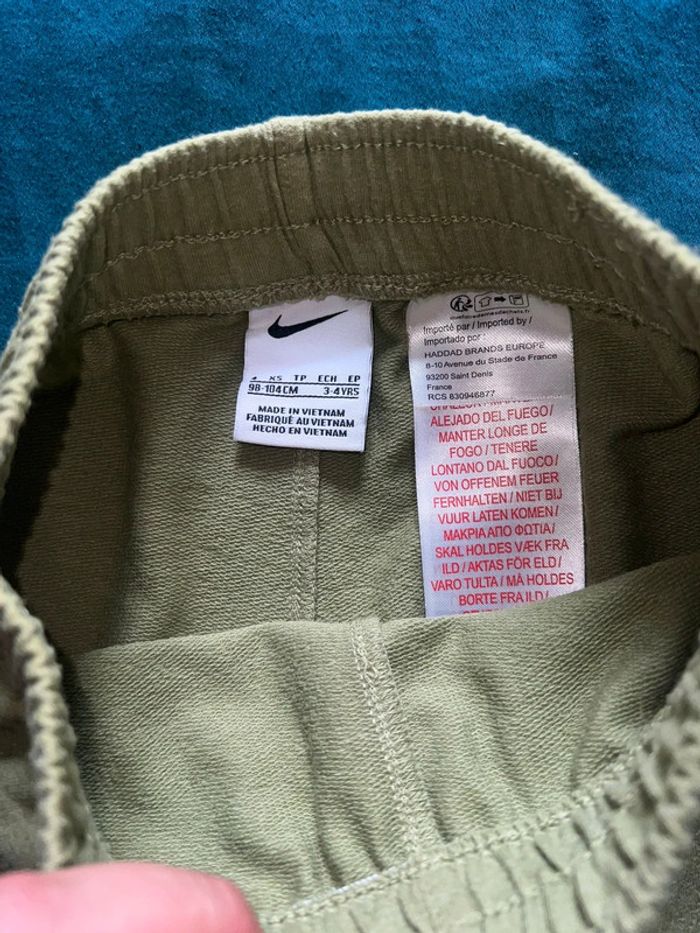 XS TP ECH EP
98-104CM 3-4YRS
MADE IN VIETNAM
FABRIQUÉ AU VIETNAM
HECHO EN VIETNAM
quefairedemesdechets.fr
Importé par / Imported by /
Importado por :
HADDAD BRANDS EUROPE
8-10 Avenue du Stade de France
93200 Saint Denis
France
RCS 830946877
ALEJADO DEL FUEGO /
MANTER LONGE DE
FOGO / TENERE
LONTANO DAL FUOCO /
VON OFFENEM FEUER
FERNHALTEN / NIET BIJ
VUUR LATEN KOMEN /
ΜΑΚΡΙΑ ΑΠΟ ΦΩΤΙΑ /
SKAL HOLDES VÆK FRA
ILD / AKTAS FÖR ELD /
VARO TULTA / MÅ HOLDES
BORTE FRA ILD /